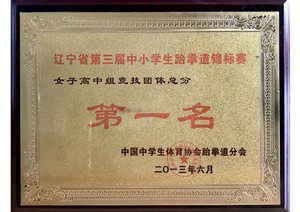 辽宁省第三届中小学生跆拳道锦标赛
女子高中组竞技团体总分
第一名
中国中学生体育协会跆拳道分会
二〇一三年六月